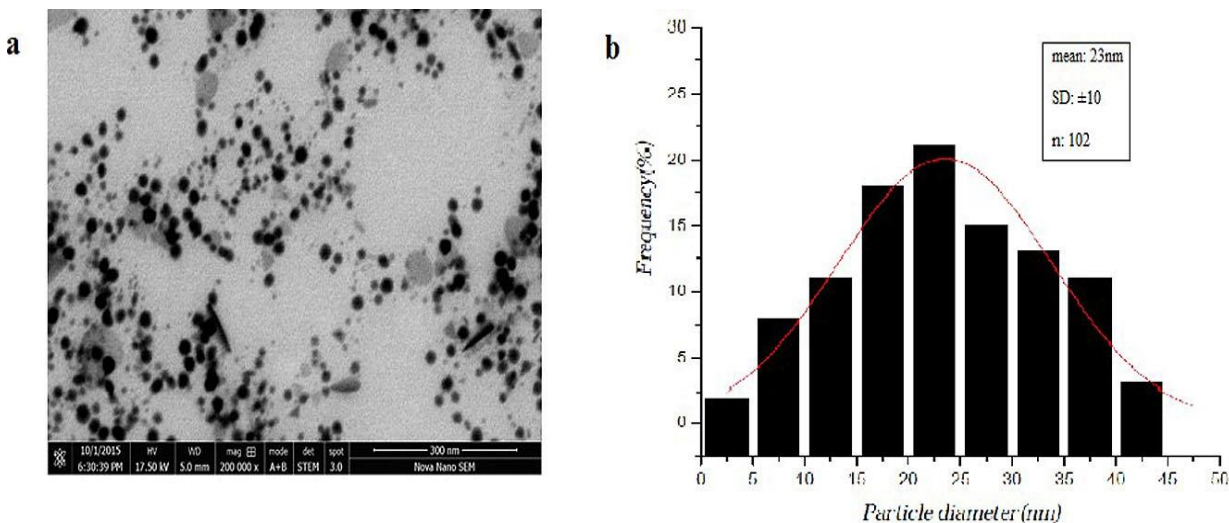 a
10/1/2015 HV WD mag mode det spot 300 nm
6:30:39 PM 17.50 kV 5.0 mm 200 000 x A+B STEM 3.0 Nova Nano SEM
b
mean: 23nm
SD: ±10
n: 102
Frequency(%)
30
25
20
15
10
5
0
0 5 10 15 20 25 30 35 40 45 50
Particle diameter(nm)